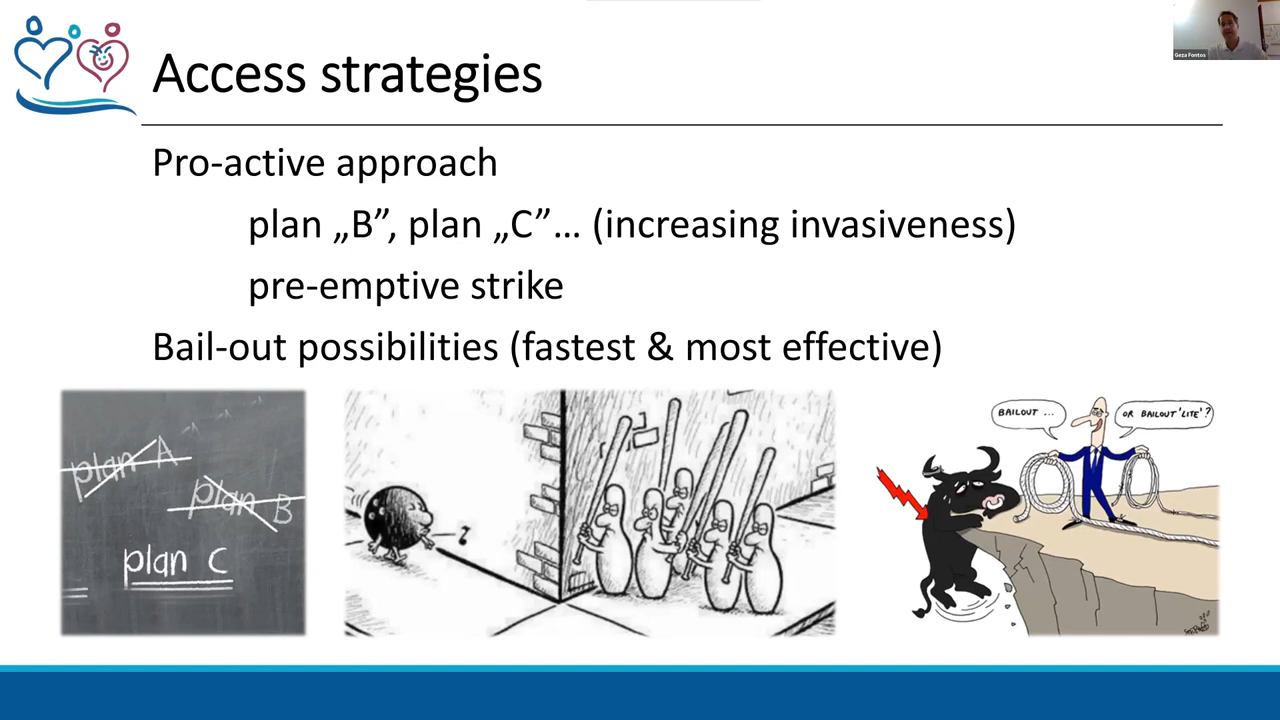 Geza Fontos
Access strategies
Pro-active approach
plan „B”, plan „C”… (increasing invasiveness)
pre-emptive strike
Bail-out possibilities (fastest & most effective)
plan A
plan B
plan C
BAILOUT ...
OR BAILOUT 'LITE'?